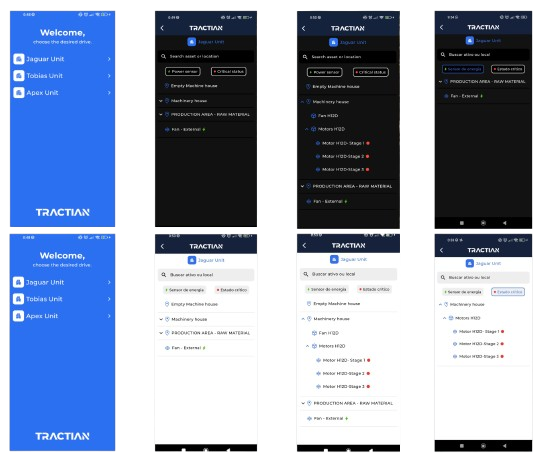 Welcome,
choose the desired drive.
Jaguar Unit
Tobias Unit
Apex Unit
TRACTIAN
TRACTIAN
Jaguar Unit
Search asset or location
Power sensor
Critical status
Empty Machine house
Machinery house
PRODUCTION AREA - RAW MATERIAL
Fan - External
TRACTIAN
Jaguar Unit
Search asset or location
Power sensor
Critical status
Empty Machine house
Machinery house
Fan H12D
Motors H12D
Motor H12D-Stage 1
Motor H12D-Stage 2
Motor H12D-Stage 3
PRODUCTION AREA - RAW MATERIAL
Fan - External
TRACTIAN
Jaguar Unit
Buscar ativo ou local
Sensor de energia
Estado crítico
PRODUCTION AREA - RAW MATERIAL
Fan - External
Welcome,
choose the desired drive.
Jaguar Unit
Tobias Unit
Apex Unit
TRACTIAN
TRACTIAN
Jaguar Unit
Buscar ativo ou local
Sensor de energia
Estado crítico
Empty Machine house
Machinery house
PRODUCTION AREA - RAW MATERIAL
Fan - External
TRACTIAN
Jaguar Unit
Buscar ativo ou local
Sensor de energia
Estado crítico
Empty Machine house
Machinery house
Fan H12D
Motors H12D
Motor H12D- Stage 1
Motor H12D-Stage 2
Motor H12D-Stage 3
PRODUCTION AREA - RAW MATERIAL
Fan - External
TRACTIAN
Jaguar Unit
Buscar ativo ou local
Sensor de energia
Estado crítico
Machinery house
Motors H12D
Motor H12D- Stage 1
Motor H12D-Stage 2
Motor H12D-Stage 3